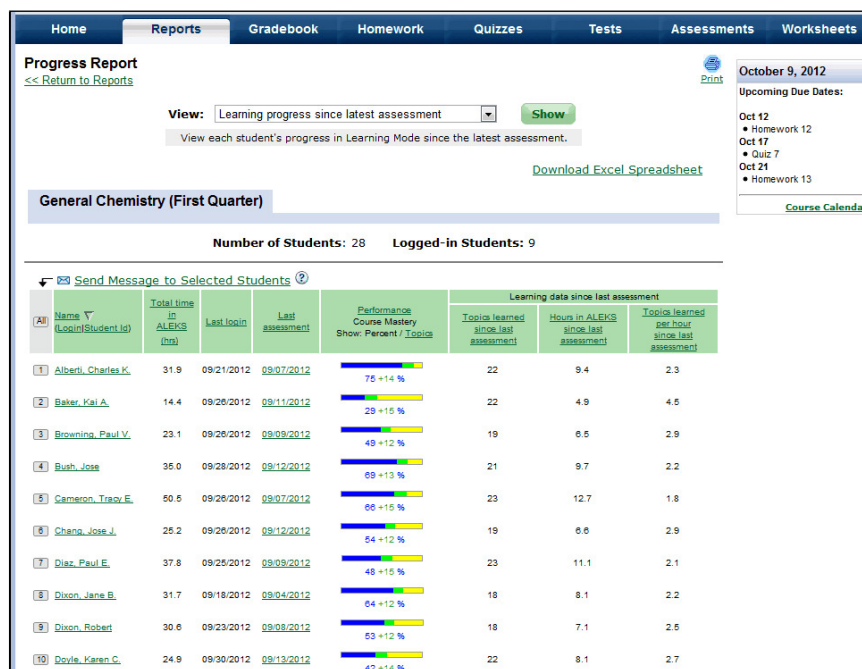 Home Reports Gradebook Homework Quizzes Tests Assessments Worksheets
Progress Report
<< Return to Reports
Print
October 9, 2012
Upcoming Due Dates:
Oct 12
• Homework 12
Oct 17
• Quiz 7
Oct 21
• Homework 13
Course Calenda
View: Learning progress since latest assessment Show
View each student's progress in Learning Mode since the latest assessment.
Download Excel Spreadsheet
General Chemistry (First Quarter)
Number of Students: 28 Logged-in Students: 9
Send Message to Selected Students ?
Learning data since last assessment
All
Name
(Login|Student Id)
Total time
in
ALEKS
(hrs)
Last login
Last
assessment
Performance
Course Mastery
Show: Percent / Topics
Topics learned
since last
assessment
Hours in ALEKS
since last
assessment
Topics learned
per hour
since last
assessment
1 Alberti, Charles K. 31.9 09/21/2012 09/07/2012 75 +14 % 22 9.4 2.3
2 Baker, Kai A. 14.4 09/26/2012 09/11/2012 29 +15 % 22 4.9 4.5
3 Browning, Paul V. 23.1 09/26/2012 09/09/2012 49 +12 % 19 6.5 2.9
4 Bush, Jose 35.0 09/28/2012 09/12/2012 69 +13 % 21 9.7 2.2
5 Cameron, Tracy E. 50.5 09/26/2012 09/07/2012 66 +15 % 23 12.7 1.8
6 Chang, Jose J. 25.2 09/26/2012 09/12/2012 54 +12 % 19 6.6 2.9
7 Diaz, Paul E. 37.8 09/25/2012 09/09/2012 48 +15 % 23 11.1 2.1
8 Dixon, Jane B. 31.7 09/18/2012 09/04/2012 64 +12 % 18 8.1 2.2
9 Dixon, Robert 30.6 09/23/2012 09/08/2012 53 +12 % 18 7.1 2.5
10 Doyle, Karen C. 24.9 09/30/2012 09/13/2012 42 +14 % 22 8.1 2.7